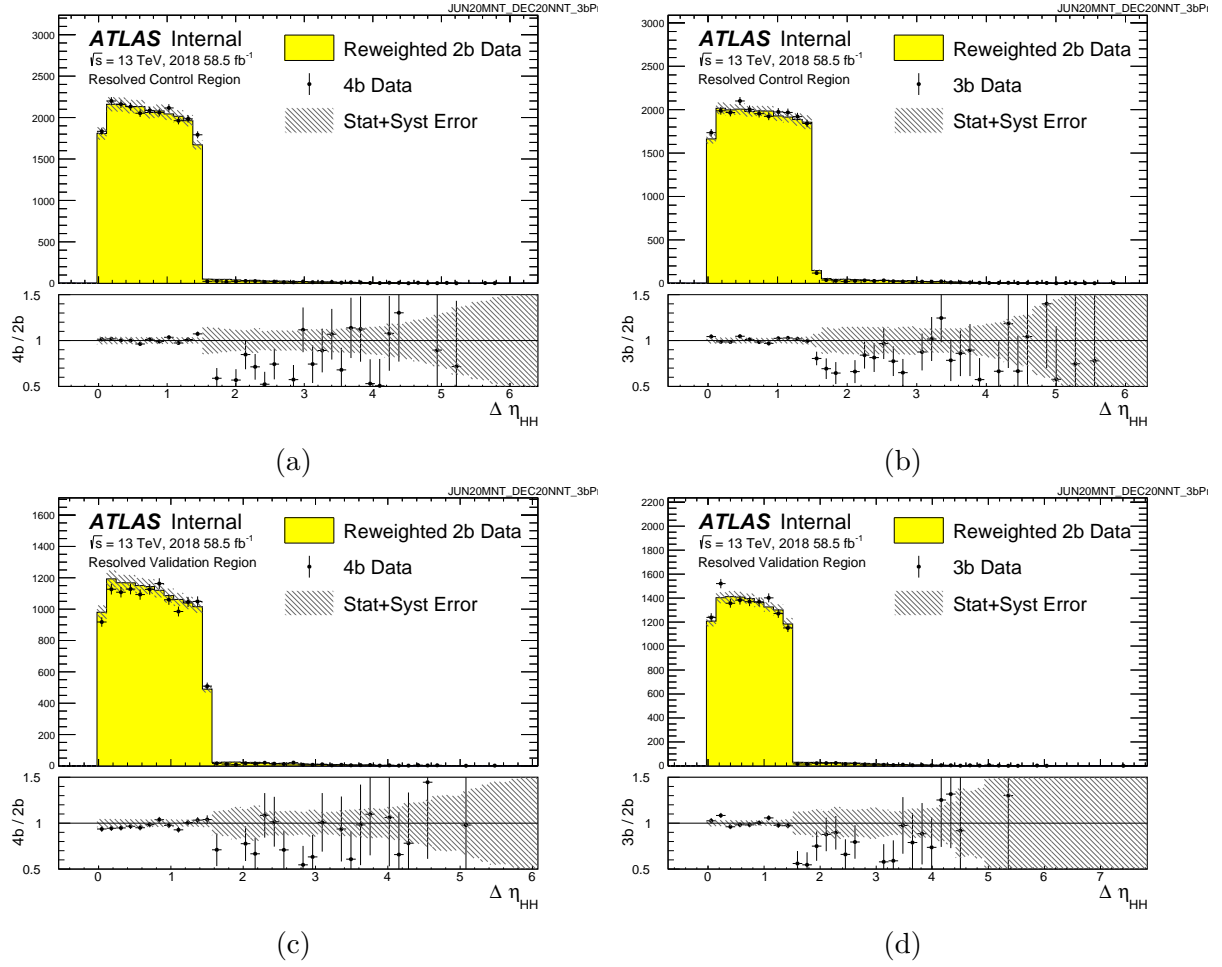 JUN20MNT_DEC20NNT_3bPr
ATLAS Internal
√s = 13 TeV, 2018 58.5 fb-1
Resolved Control Region
Reweighted 2b Data
4b Data
Stat+Syst Error
3000
2500
2000
1500
1000
500
0
4b / 2b
1.5
1
0.5
0 1 2 3 4 5 6
Δ ηHH
(a)
JUN20MNT_DEC20NNT_3bPr
ATLAS Internal
√s = 13 TeV, 2018 58.5 fb-1
Resolved Control Region
Reweighted 2b Data
3b Data
Stat+Syst Error
3000
2500
2000
1500
1000
500
0
3b / 2b
1.5
1
0.5
0 1 2 3 4 5 6
Δ ηHH
(b)
JUN20MNT_DEC20NNT_3bPr
ATLAS Internal
√s = 13 TeV, 2018 58.5 fb-1
Resolved Validation Region
Reweighted 2b Data
4b Data
Stat+Syst Error
1600
1400
1200
1000
800
600
400
200
0
4b / 2b
1.5
1
0.5
0 1 2 3 4 5 6
Δ ηHH
(c)
JUN20MNT_DEC20NNT_3bPr
ATLAS Internal
√s = 13 TeV, 2018 58.5 fb-1
Resolved Validation Region
Reweighted 2b Data
3b Data
Stat+Syst Error
2200
2000
1800
1600
1400
1200
1000
800
600
400
200
0
3b / 2b
1.5
1
0.5
0 1 2 3 4 5 6 7
Δ ηHH
(d)